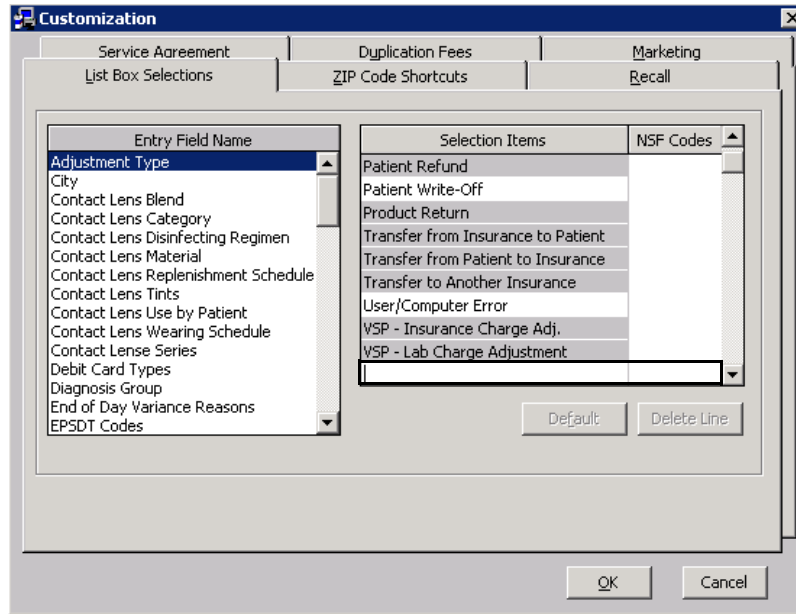 Customization
Service Agreement
Duplication Fees
Marketing
List Box Selections
ZIP Code Shortcuts
Recall
Entry Field Name
Adjustment Type
City
Contact Lens Blend
Contact Lens Category
Contact Lens Disinfecting Regimen
Contact Lens Material
Contact Lens Replenishment Schedule
Contact Lens Tints
Contact Lens Use by Patient
Contact Lens Wearing Schedule
Contact Lense Series
Debit Card Types
Diagnosis Group
End of Day Variance Reasons
EPSDT Codes
Selection Items
NSF Codes
Patient Refund
Patient Write-Off
Product Return
Transfer from Insurance to Patient
Transfer from Patient to Insurance
Transfer to Another Insurance
User/Computer Error
VSP - Insurance Charge Adj.
VSP - Lab Charge Adjustment
Default
Delete Line
OK
Cancel